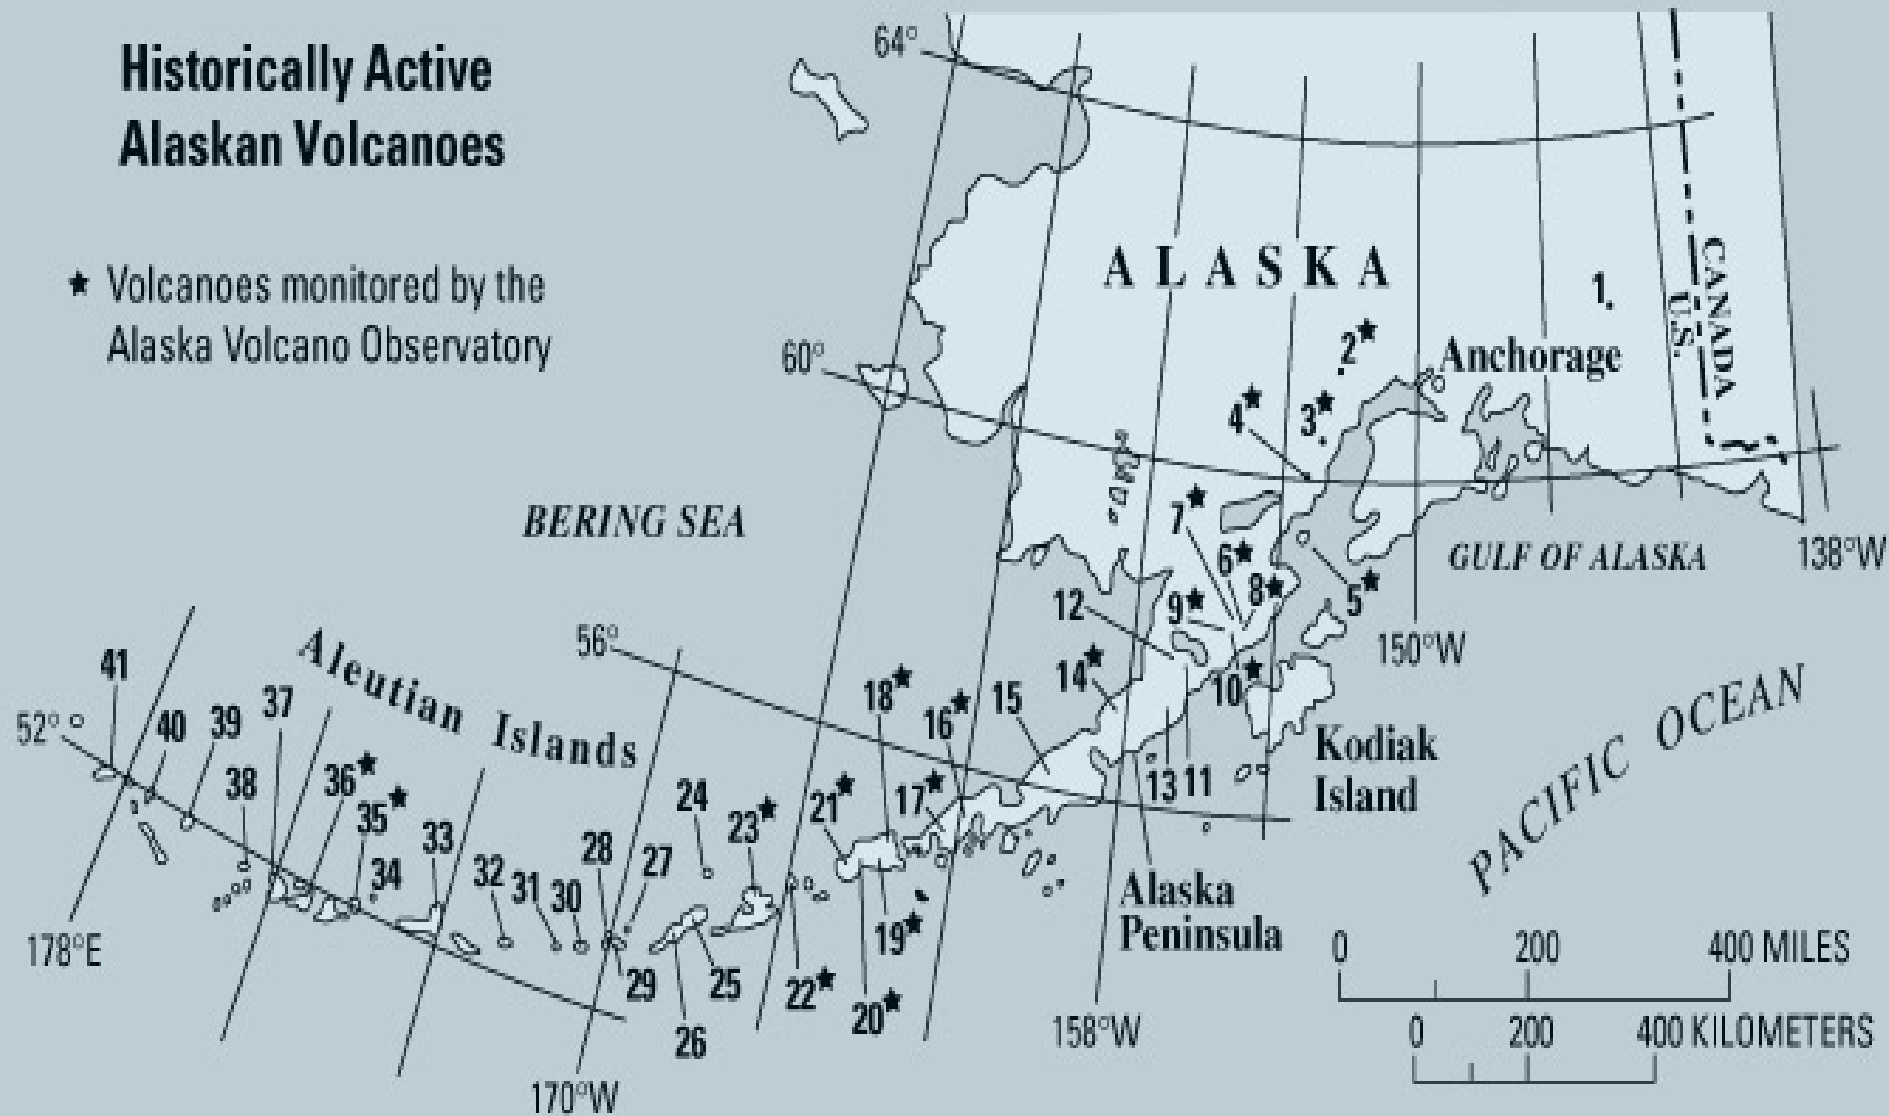 Historically Active
Alaskan Volcanoes
★ Volcanoes monitored by the
Alaska Volcano Observatory
64°
60°
56°
52°
ALASKA
CANADA
U.S.
Anchorage
BERING SEA
GULF OF ALASKA
PACIFIC OCEAN
Aleutian Islands
Kodiak
Island
Alaska
Peninsula
1
2★
3★
4★
5★
6★
7★
8★
9★
10★
11
12
13
14★
15
16★
17★
18★
19★
20★
21★
22★
23★
24
25
26
27
28
29
30
31
32
33
34
35★
36★
37
38
39
40
41
178°E
170°W
158°W
150°W
138°W
0 200 400 MILES
0 200 400 KILOMETERS